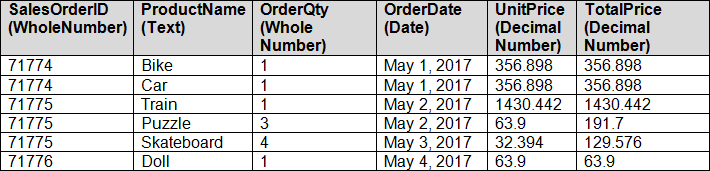 SalesOrderID ProductName OrderQty OrderDate UnitPrice TotalPrice
(WholeNumber) (Text) (Whole (Date) (Decimal (Decimal
Number) Number) Number)
71774 Bike 1 May 1, 2017 356.898 356.898
71774 Car 1 May 1, 2017 356.898 356.898
71775 Train 1 May 2, 2017 1430.442 1430.442
71775 Puzzle 3 May 2, 2017 63.9 191.7
71775 Skateboard 4 May 3, 2017 32.394 129.576
71776 Doll 1 May 4, 2017 63.9 63.9